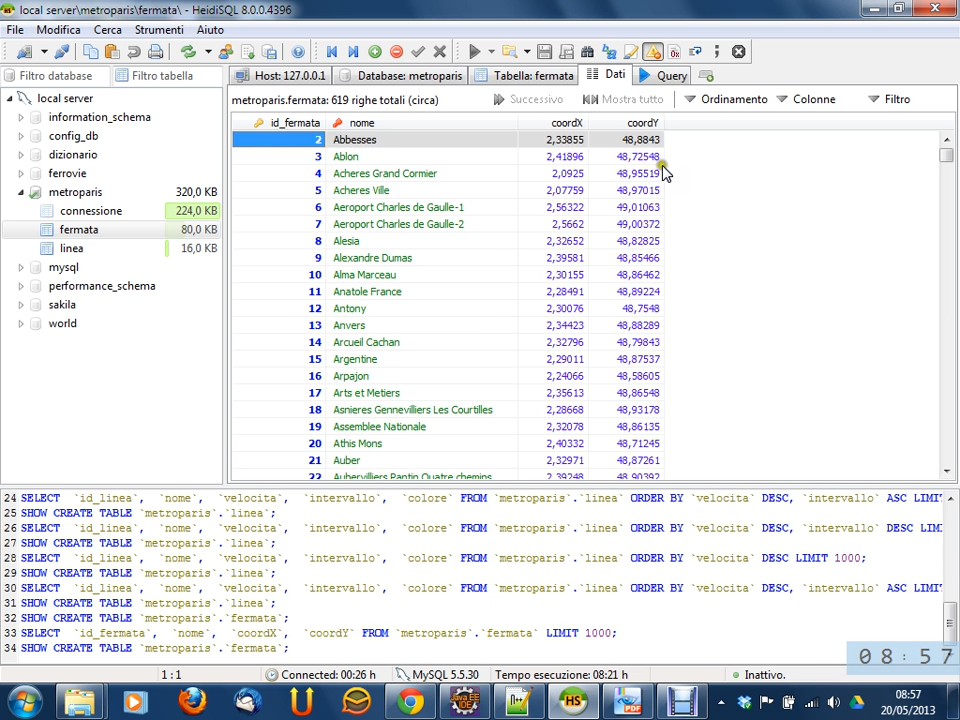 local server\metroparis\fermata\ - HeidiSQL 8.0.0.4396
File Modifica Cerca Strumenti Aiuto
Filtro database Filtro tabella Host: 127.0.0.1 Database: metroparis Tabella: fermata Dati Query
local server
information_schema
config_db
dizionario
ferrovie
metroparis 320,0 KB
connessione 224,0 KB
fermata 80,0 KB
linea 16,0 KB
mysql
performance_schema
sakila
world
metroparis.fermata: 619 righe totali (circa) Successivo Mostra tutto Ordinamento Colonne Filtro
id_fermata nome coordX coordY
2 Abbesses 2,33855 48,8843
3 Ablon 2,41896 48,72548
4 Acheres Grand Cormier 2,0925 48,95519
5 Acheres Ville 2,07759 48,97015
6 Aeroport Charles de Gaulle-1 2,56322 49,01063
7 Aeroport Charles de Gaulle-2 2,5662 49,00372
8 Alesia 2,32652 48,82825
9 Alexandre Dumas 2,39581 48,85466
10 Alma Marceau 2,30155 48,86462
11 Anatole France 2,28491 48,89224
12 Antony 2,30076 48,7548
13 Anvers 2,34423 48,88289
14 Arcueil Cachan 2,32796 48,79843
15 Argentine 2,29011 48,87537
16 Arpajon 2,24066 48,58605
17 Arts et Metiers 2,35613 48,86548
18 Asnieres Gennevilliers Les Courtilles 2,28668 48,93178
19 Assemblee Nationale 2,32078 48,86135
20 Athis Mons 2,40332 48,71245
21 Auber 2,32971 48,87261
22 Aubervilliers Pantin Quatre chemins 2,39248 48,90392
24 SELECT `id_linea`, `nome`, `velocita`, `intervallo`, `colore` FROM `metroparis`.`linea` ORDER BY `velocita` DESC, `intervallo` ASC LIMIT
25 SHOW CREATE TABLE `metroparis`.`linea`;
26 SELECT `id_linea`, `nome`, `velocita`, `intervallo`, `colore` FROM `metroparis`.`linea` ORDER BY `velocita` DESC, `intervallo` DESC LIM
27 SHOW CREATE TABLE `metroparis`.`linea`;
28 SELECT `id_linea`, `nome`, `velocita`, `intervallo`, `colore` FROM `metroparis`.`linea` ORDER BY `velocita` DESC LIMIT 1000;
29 SHOW CREATE TABLE `metroparis`.`linea`;
30 SELECT `id_linea`, `nome`, `velocita`, `intervallo`, `colore` FROM `metroparis`.`linea` ORDER BY `velocita` DESC, `intervallo` ASC LIMIT
31 SHOW CREATE TABLE `metroparis`.`linea`;
32 SHOW CREATE TABLE `metroparis`.`fermata`;
33 SELECT `id_fermata`, `nome`, `coordX`, `coordY` FROM `metroparis`.`fermata` LIMIT 1000;
34 SHOW CREATE TABLE `metroparis`.`fermata`;
08:57
1 : 1 Connected: 00:26 h MySQL 5.5.30 Tempo esecuzione: 08:21 h Inattivo.
08:57
20/05/2013